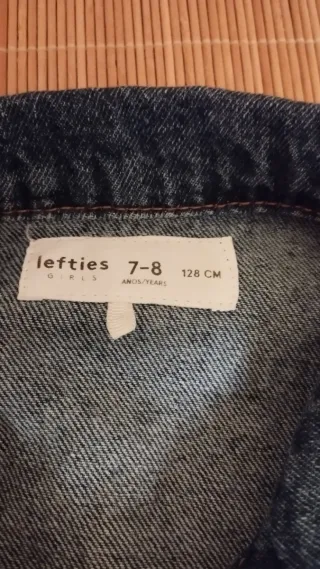 lefties 7-8 128 CM
GIRLS AÑOS/YEARS